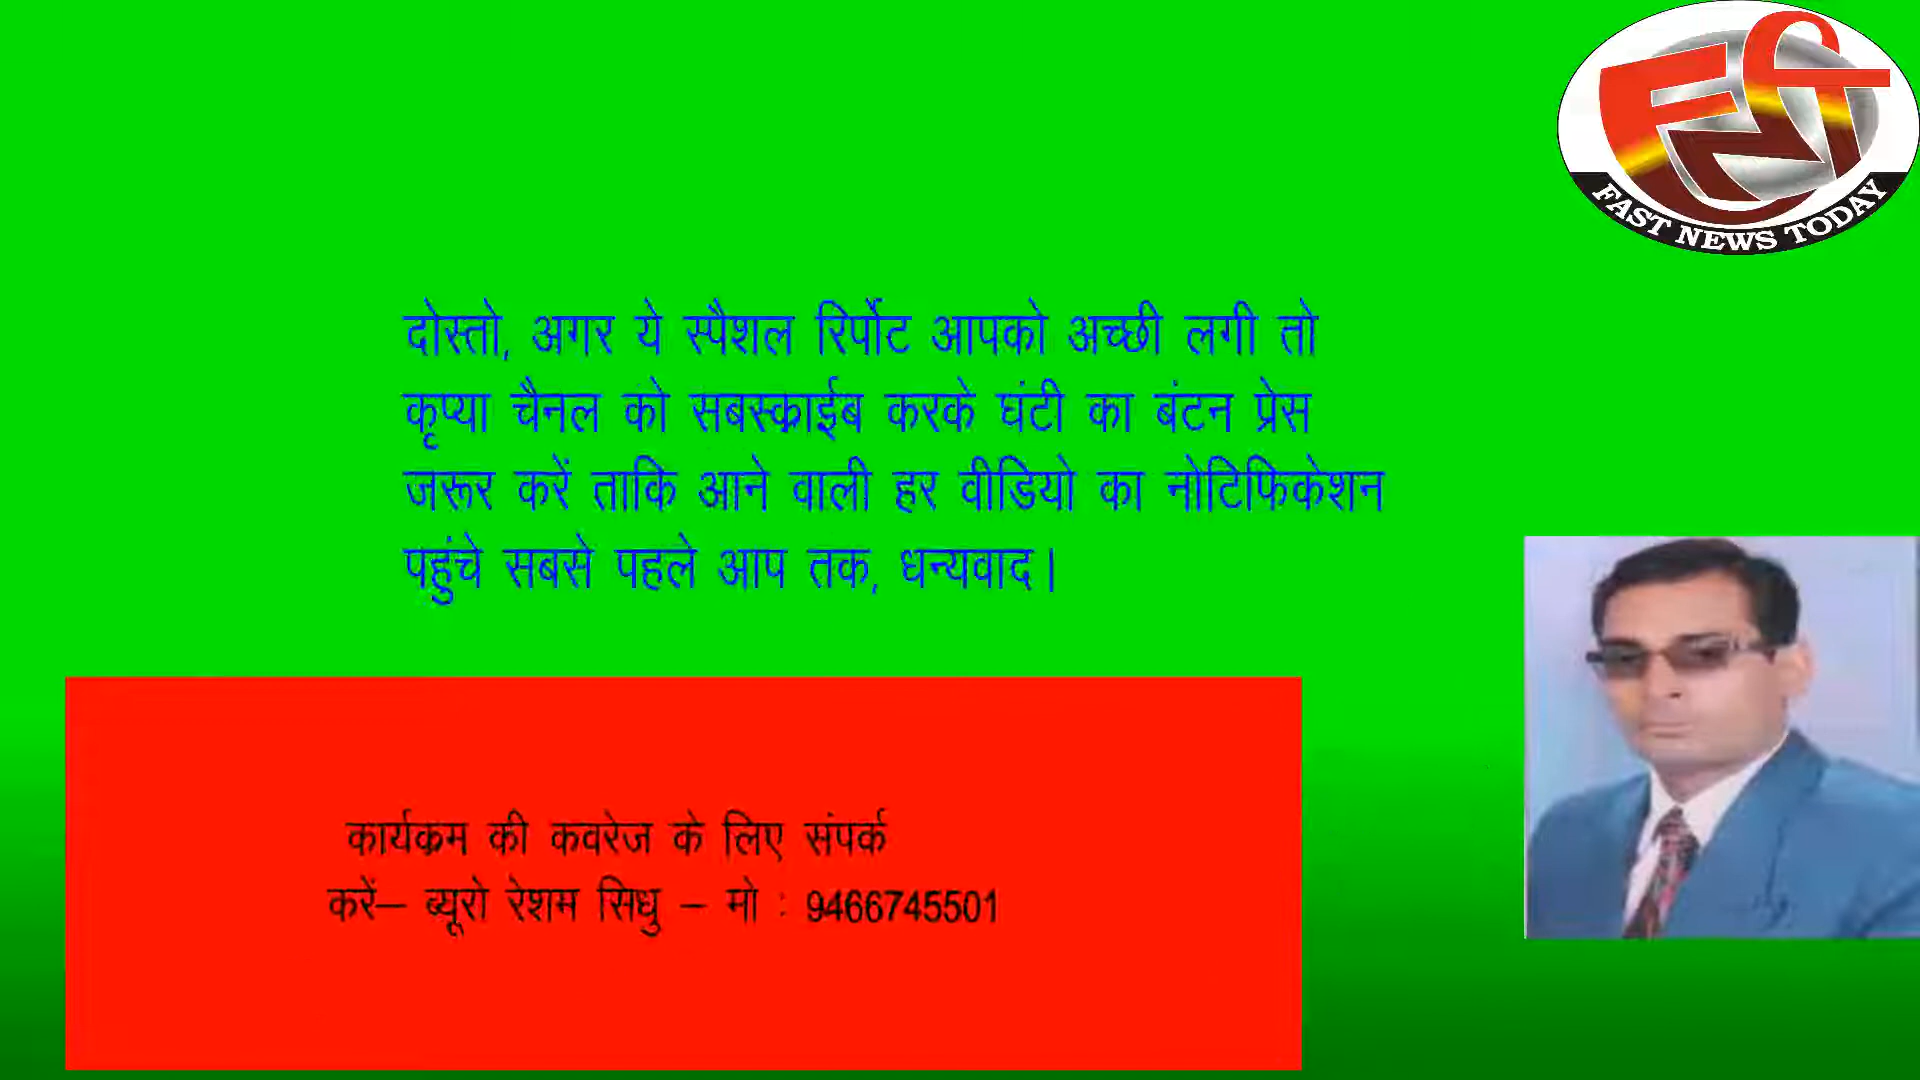 FNT
FAST NEWS TODAY
दोस्तो, अगर ये स्पैशल रिर्पोट आपको अच्छी लगी तो
कृप्या चैनल को सबस्क्राईब करके घंटी का बंटन प्रेस
जरूर करें ताकि आने वाली हर वीडियो का नोटिफिकेशन
पहुंचे सबसे पहले आप तक, धन्यवाद।
कार्यक्रम की कवरेज के लिए संपर्क
करें– ब्यूरो रेशम सिधु – मो : 9466745501